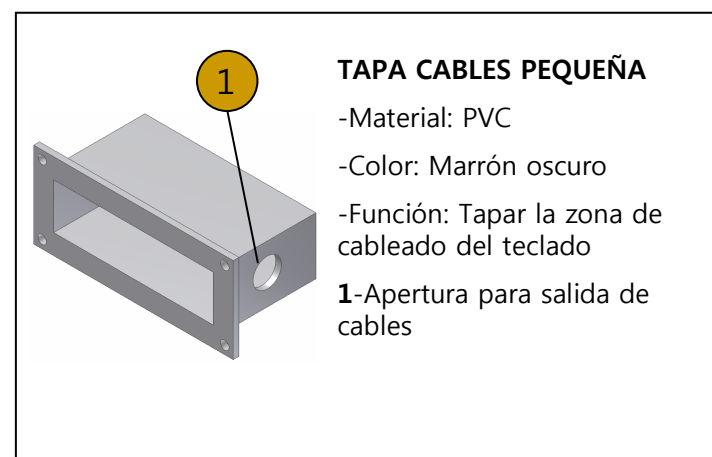 1
TAPA CABLES PEQUEÑA
-Material: PVC
-Color: Marrón oscuro
-Función: Tapar la zona de
cableado del teclado
1-Apertura para salida de
cables